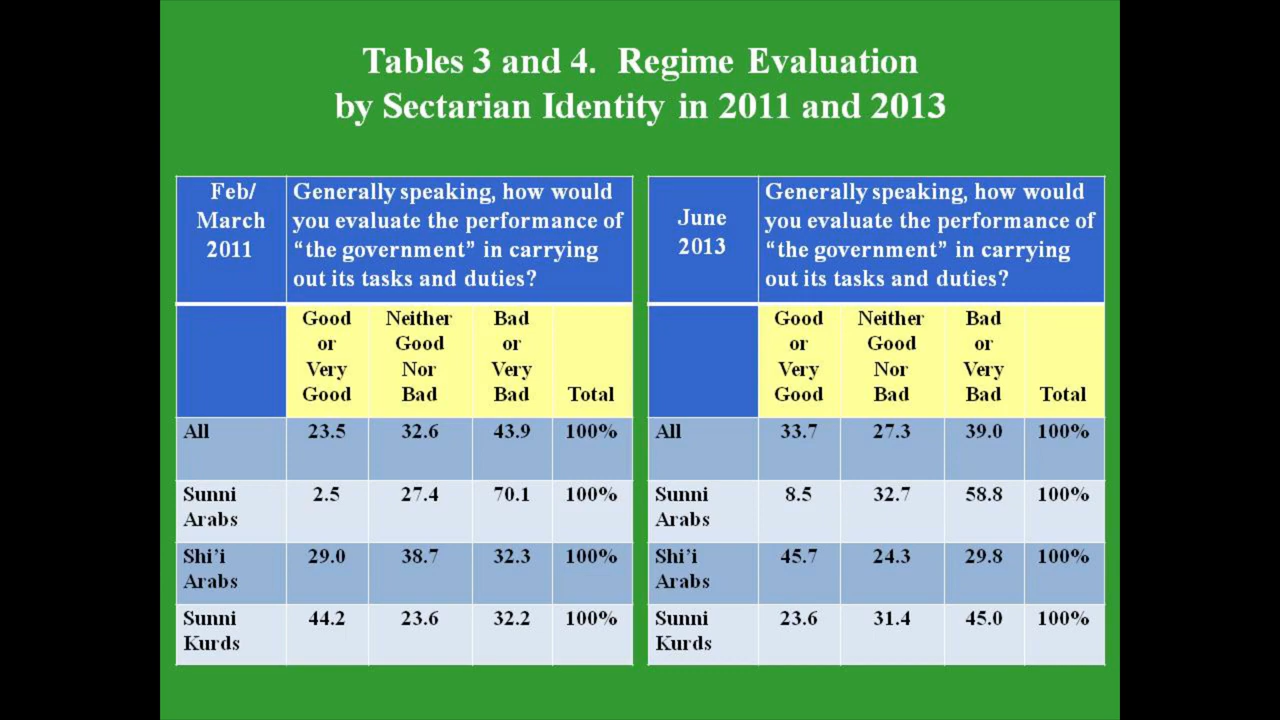 Tables 3 and 4. Regime Evaluation
by Sectarian Identity in 2011 and 2013
Feb/
March
2011
Generally speaking, how would
you evaluate the performance of
“the government” in carrying
out its tasks and duties?
Good
or
Very
Good
Neither
Good
Nor
Bad
Bad
or
Very
Bad
Total
All 23.5 32.6 43.9 100%
Sunni 2.5 27.4 70.1 100%
Arabs
Shi’i 29.0 38.7 32.3 100%
Arabs
Sunni 44.2 23.6 32.2 100%
Kurds
June
2013
Generally speaking, how would
you evaluate the performance of
“the government” in carrying
out its tasks and duties?
Good
or
Very
Good
Neither
Good
Nor
Bad
Bad
or
Very
Bad
Total
All 33.7 27.3 39.0 100%
Sunni 8.5 32.7 58.8 100%
Arabs
Shi’i 45.7 24.3 29.8 100%
Arabs
Sunni 23.6 31.4 45.0 100%
Kurds